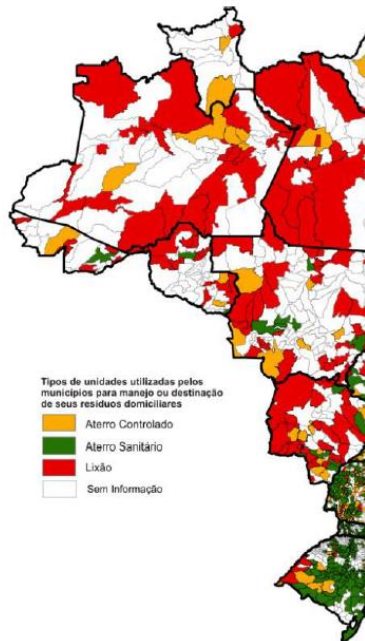 Tipos de unidades utilizadas pelos
municípios para manejo ou destinação
de seus resíduos domiciliares
Aterro Controlado
Aterro Sanitário
Lixão
Sem Informação